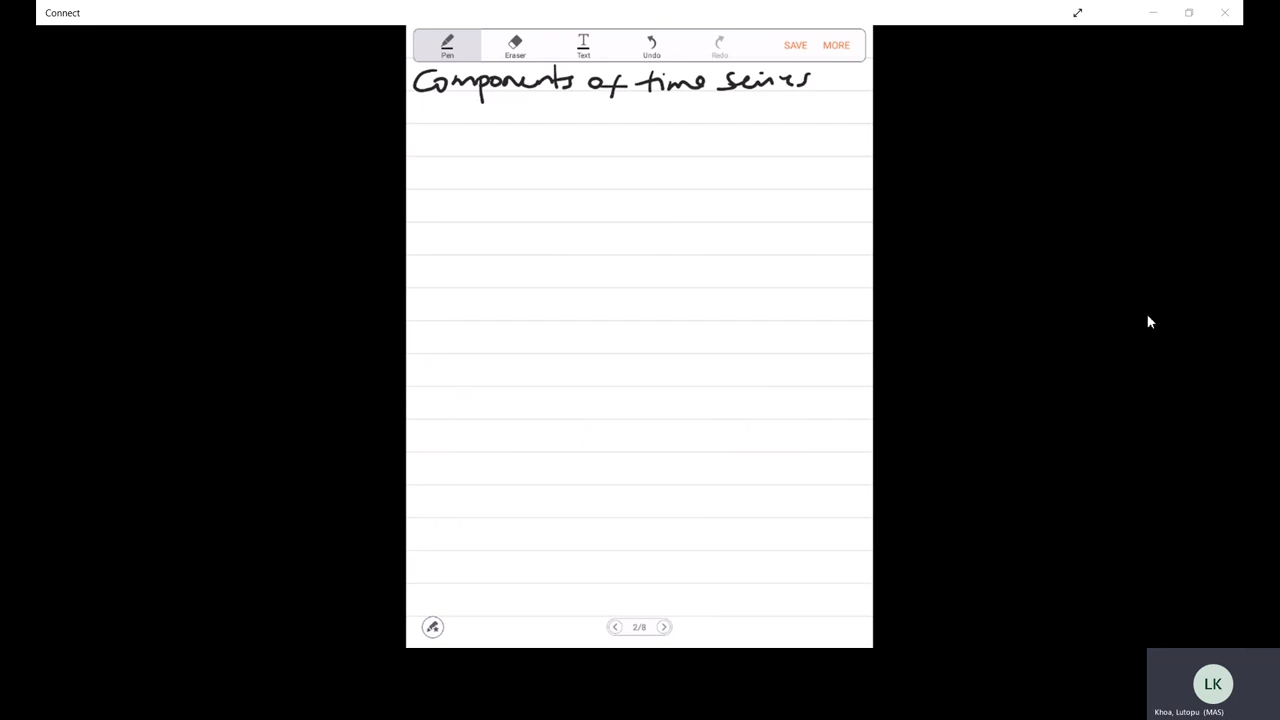 Connect
Pen Eraser Text Undo Redo SAVE MORE
Components of time series
2/8
LK
Khoa, Lutopu (MAS)